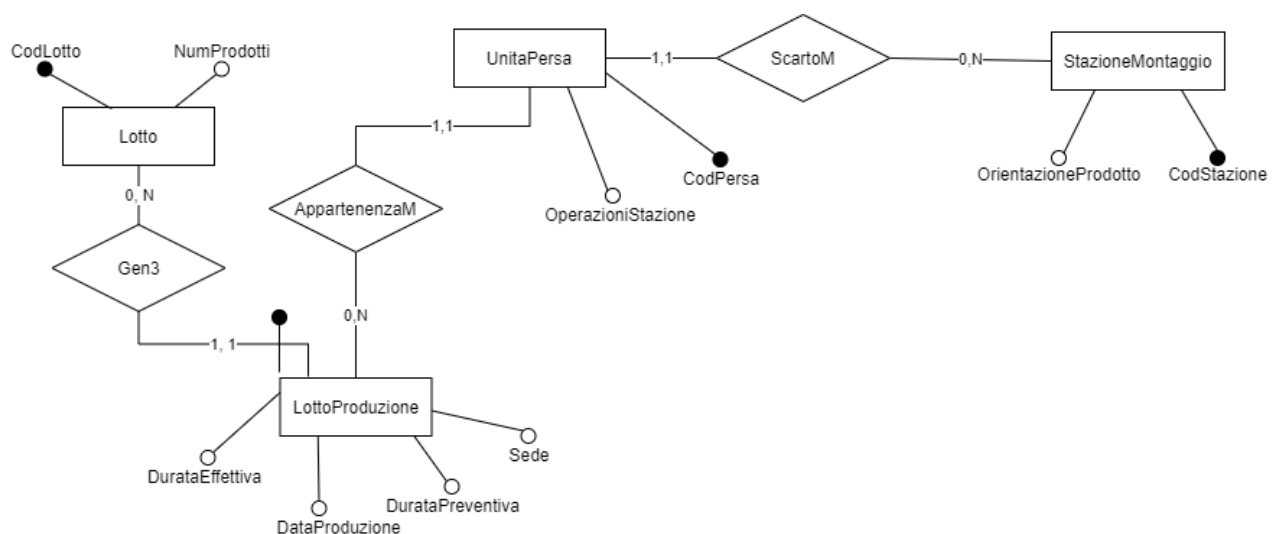 CodLotto
NumProdotti
Lotto
0, N
Gen3
1, 1
UnitaPersa
1,1
ScartoM
0,N
StazioneMontaggio
OrientazioneProdotto
CodStazione
CodPersa
OperazioniStazione
1,1
AppartenenzaM
0,N
LottoProduzione
DurataEffettiva
DataProduzione
DurataPreventiva
Sede